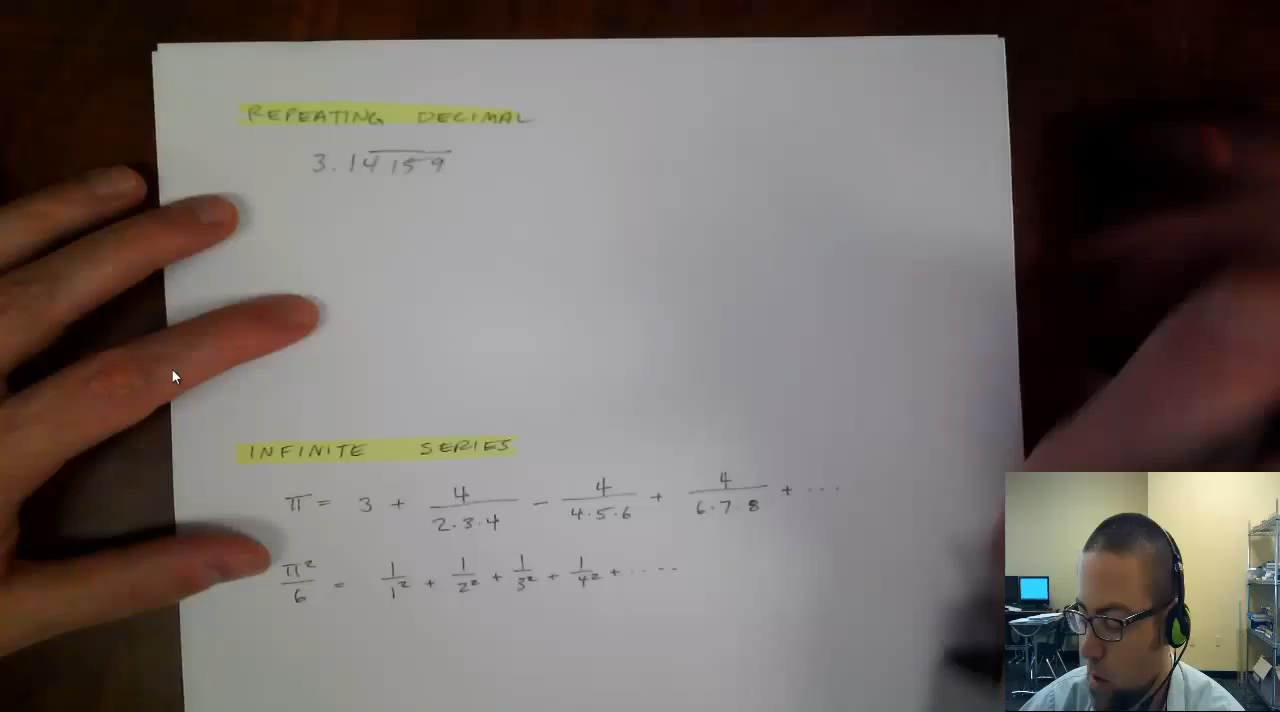 REPEATING DECIMAL
3.14159
INFINITE SERIES
π = 3 + 4/(2·3·4) - 4/(4·5·6) + 4/(6·7·8) + ...
π²/6 = 1/1² + 1/2² + 1/3² + 1/4² + .....